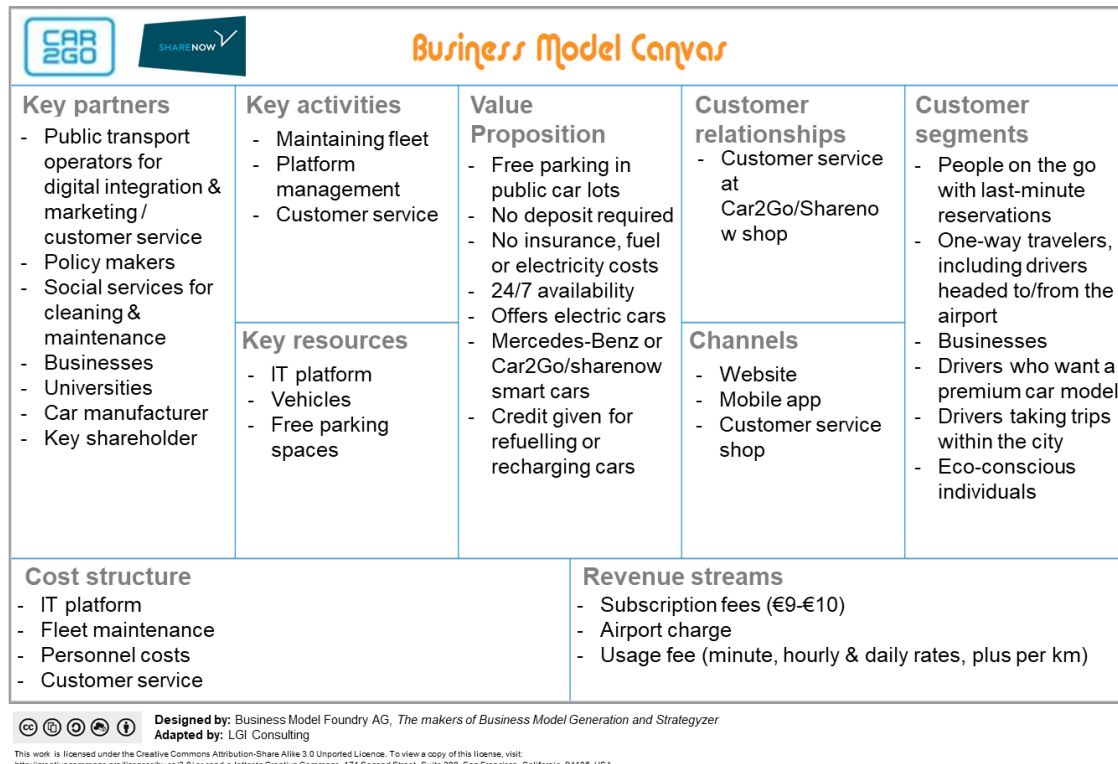 CAR
2GO
SHARENOW
Business Model Canvas
Key partners
- Public transport
operators for
digital integration &
marketing /
customer service
- Policy makers
- Social services for
cleaning &
maintenance
- Businesses
- Universities
- Car manufacturer
- Key shareholder
Key activities
- Maintaining fleet
- Platform
management
- Customer service
Key resources
- IT platform
- Vehicles
- Free parking
spaces
Value
Proposition
- Free parking in
public car lots
- No deposit required
- No insurance, fuel
or electricity costs
- 24/7 availability
- Offers electric cars
- Mercedes-Benz or
Car2Go/sharenow
smart cars
- Credit given for
refuelling or
recharging cars
Customer
relationships
- Customer service
at
Car2Go/Shareno
w shop
Channels
- Website
- Mobile app
- Customer service
shop
Customer
segments
- People on the go
with last-minute
reservations
- One-way travelers,
including drivers
headed to/from the
airport
- Businesses
- Drivers who want a
premium car model
- Drivers taking trips
within the city
- Eco-conscious
individuals
Cost structure
- IT platform
- Fleet maintenance
- Personnel costs
- Customer service
Revenue streams
- Subscription fees (€9-€10)
- Airport charge
- Usage fee (minute, hourly & daily rates, plus per km)
cc
Designed by: Business Model Foundry AG, The makers of Business Model Generation and Strategyzer
Adapted by: LGI Consulting
This work is licensed under the Creative Commons Attribution-Share Alike 3.0 Unported Licence. To view a copy of this license, visit: